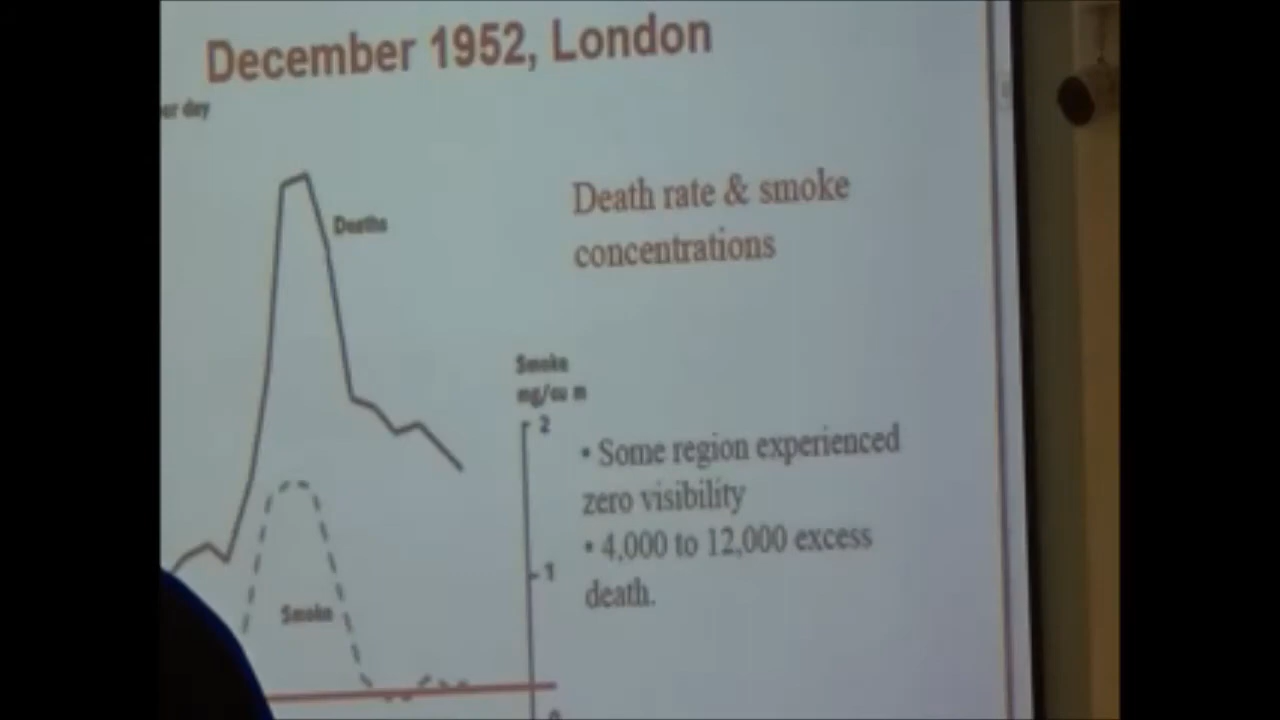 December 1952, London
er day
Deaths
Death rate & smoke
concentrations
Smoke
mg/cu m
2
• Some region experienced
zero visibility
• 4,000 to 12,000 excess
death.
1
Smoke
0